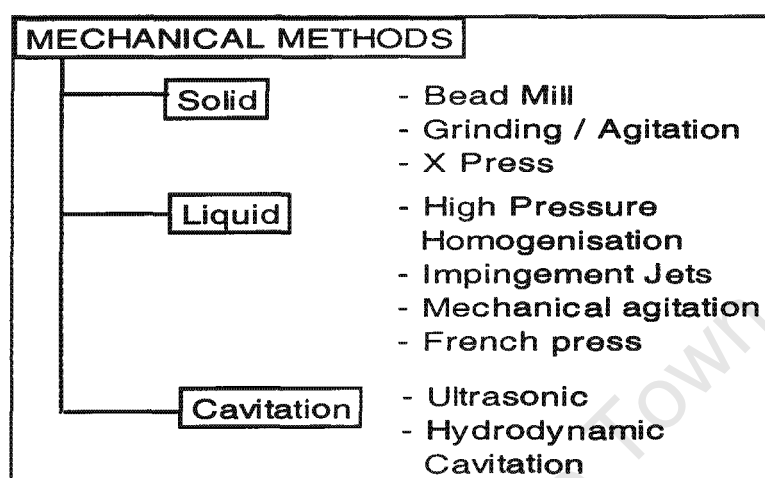 MECHANICAL METHODS
Solid
- Bead Mill
- Grinding / Agitation
- X Press
Liquid
- High Pressure
Homogenisation
- Impingement Jets
- Mechanical agitation
- French press
Cavitation
- Ultrasonic
- Hydrodynamic
Cavitation
Town